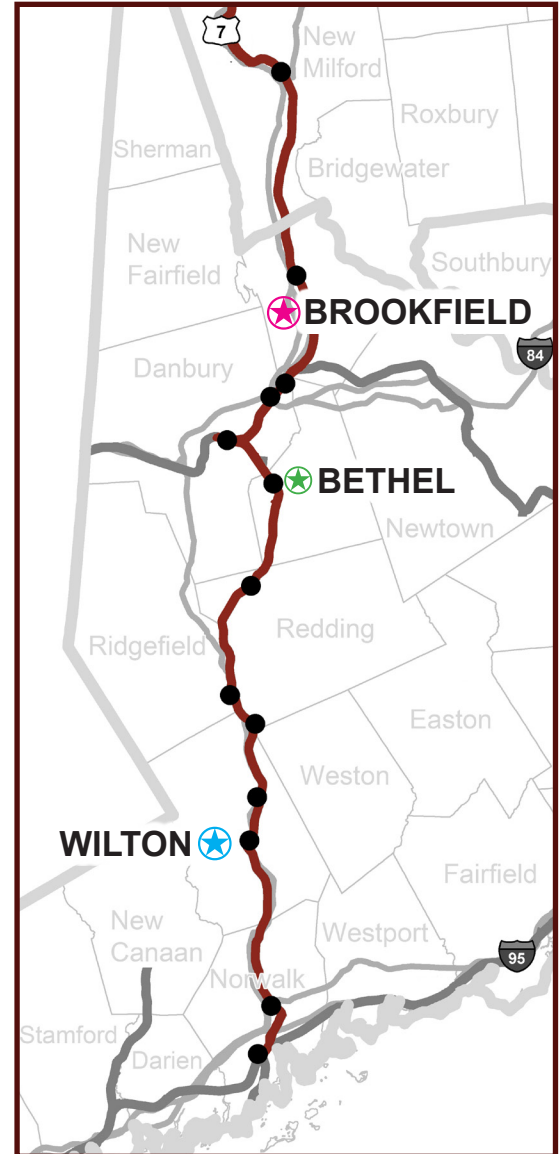 7
New
Milford
Roxbury
Sherman
Bridgewater
New
Fairfield
Southbury
BROOKFIELD
84
Danbury
BETHEL
Newtown
Redding
Ridgefield
Easton
Weston
WILTON
Fairfield
New
Canaan
Westport
95
Norwalk
Stamford
Darien